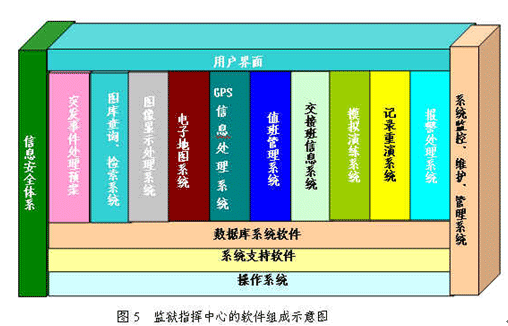 用户界面
信息安全体系
突发事件处理预案
图库查询、检索系统
图像显示处理系统
电子地图系统
GPS信息处理系统
值班管理系统
交接班信息系统
模拟演练系统
记录重演系统
报警处理系统
系统监控、维护、管理系统
数据库系统软件
系统支持软件
操作系统
图 5 监狱指挥中心的软件组成示意图